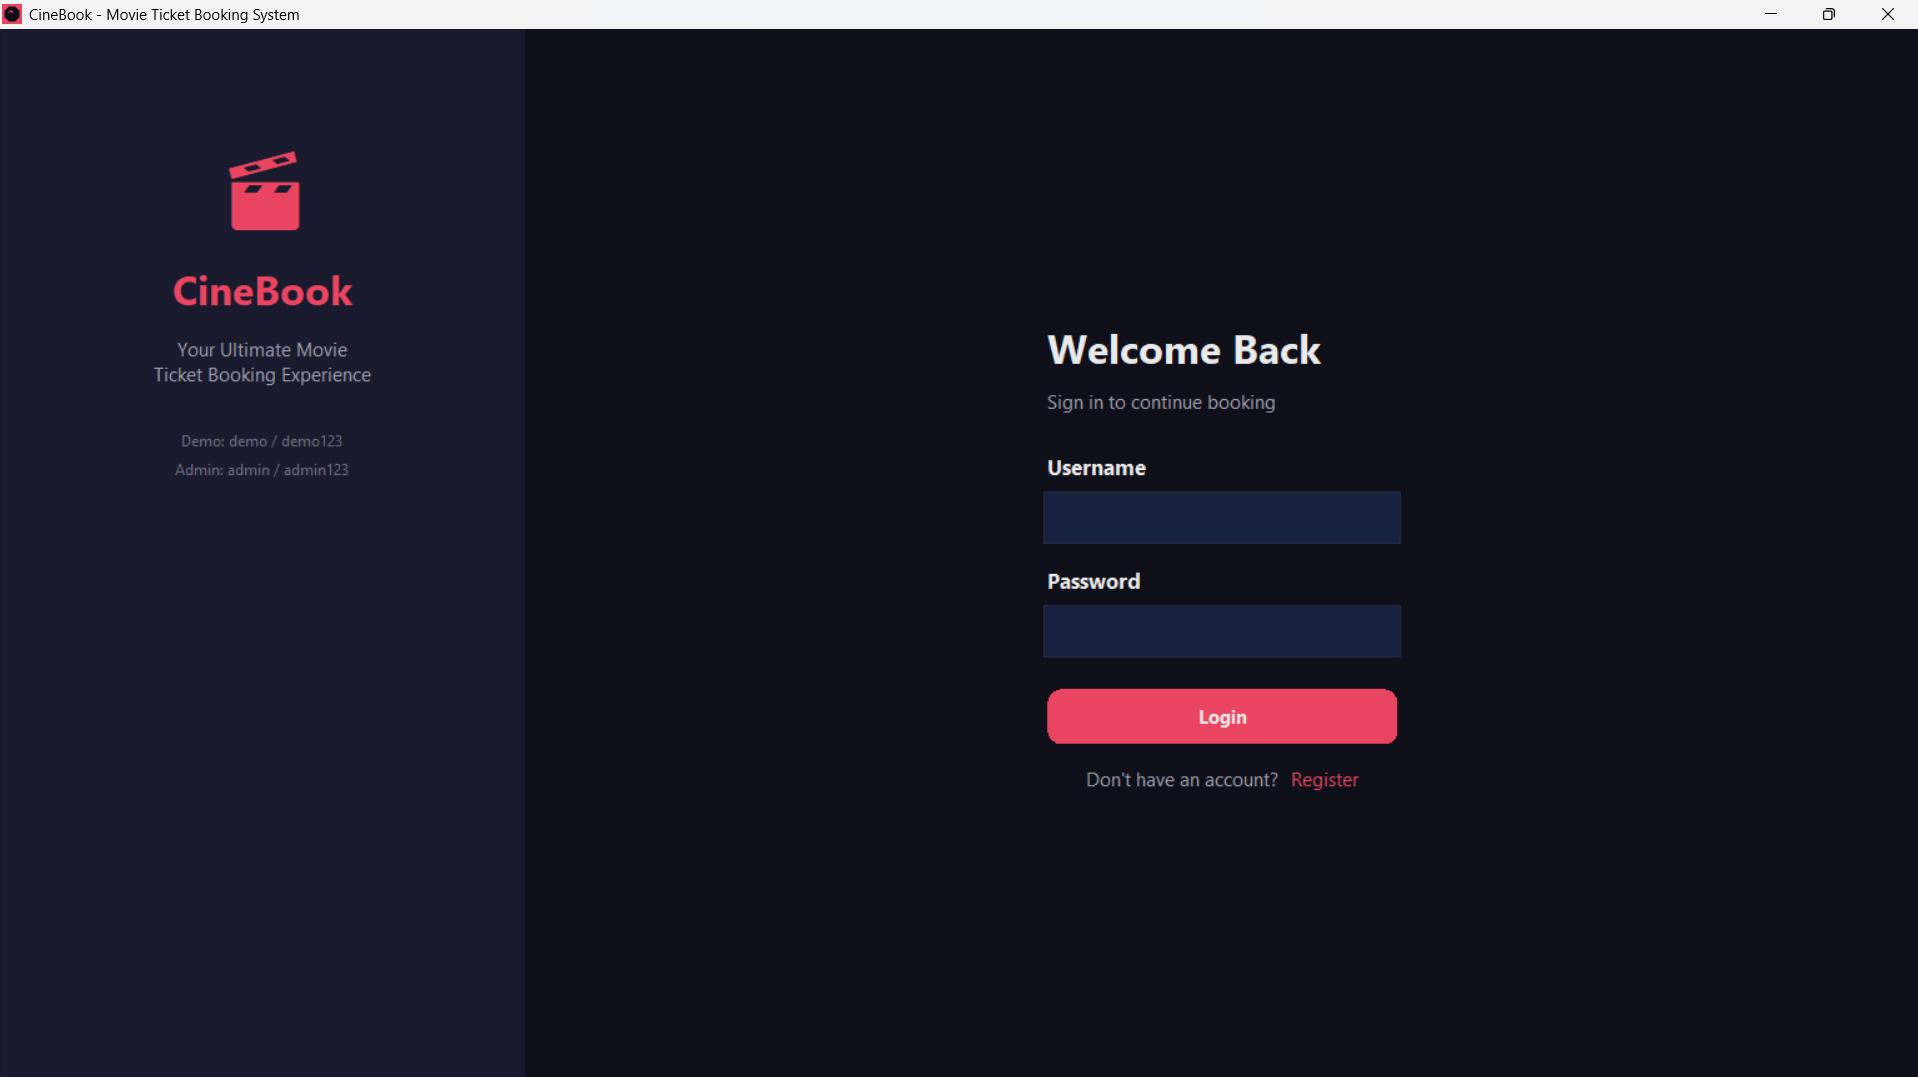 CineBook - Movie Ticket Booking System
CineBook
Your Ultimate Movie
Ticket Booking Experience
Demo: demo / demo123
Admin: admin / admin123
Welcome Back
Sign in to continue booking
Username
Password
Login
Don't have an account? Register